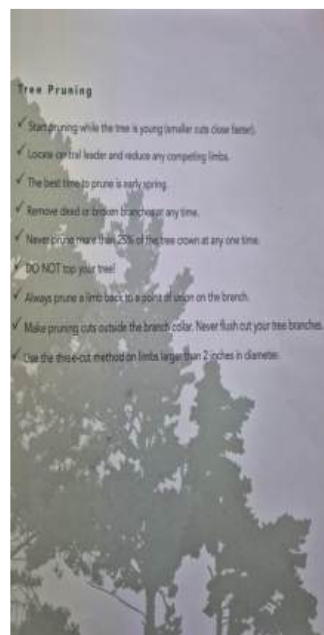 Tree Pruning
✓ Start pruning while the tree is young (smaller cuts close faster).
✓ Locate central leader and reduce any competing limbs.
✓ The best time to prune is early spring.
✓ Remove dead or broken branches at any time.
✓ Never prune more than 25% of the tree crown at any one time.
✓ DO NOT top your tree!
✓ Always prune a limb back to a point of union on the branch.
✓ Make pruning cuts outside the branch collar. Never flush cut your tree branches.
✓ Use the three-cut method on limbs larger than 2 inches in diameter.